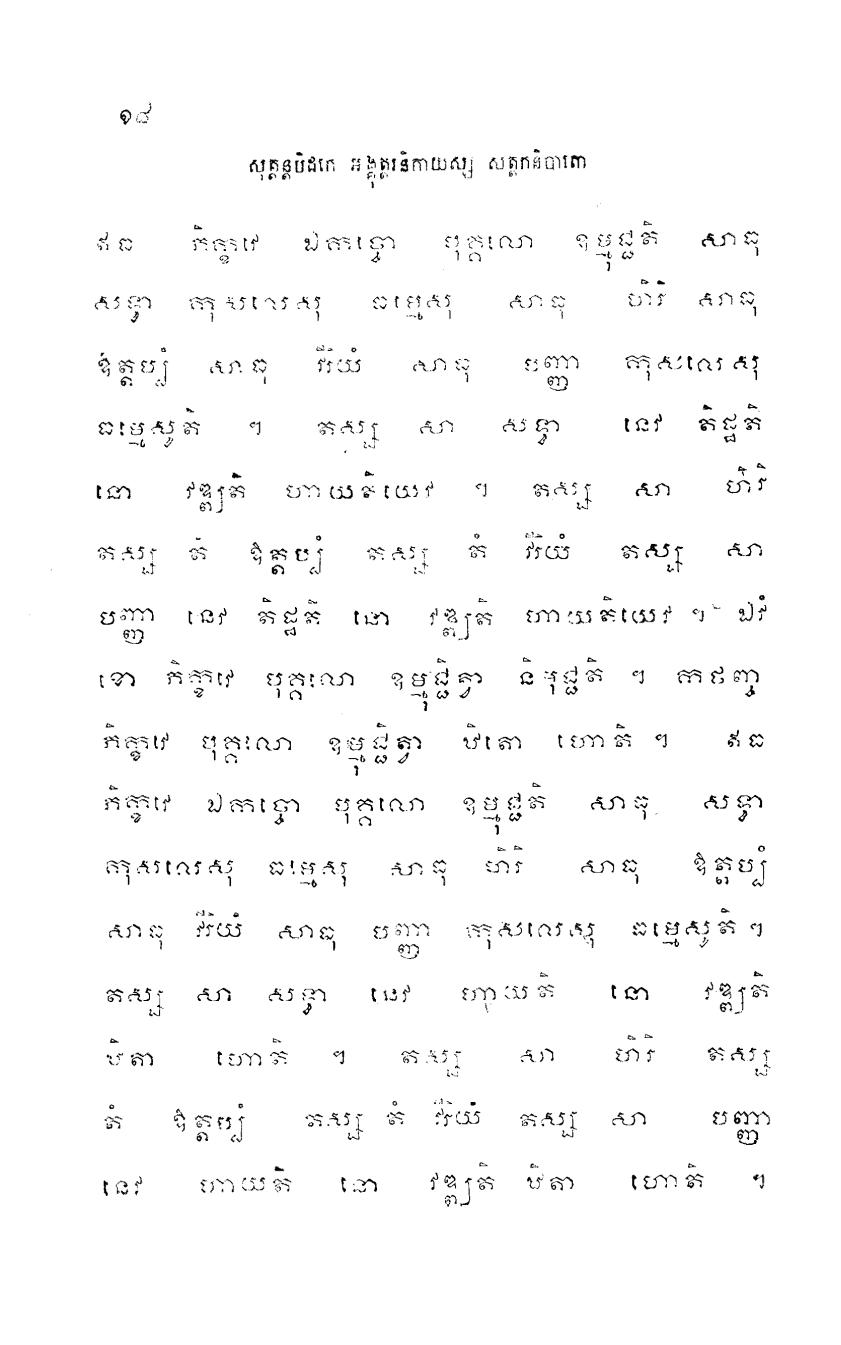 ១៨
សុត្តន្តបិដកេ អង្គុត្តរនិកាយស្ស សត្តកនិបាតោ
ឥធ ភិក្ខវេ ឯកច្ចោ បុគ្គលោ ឧម្មុជ្ជតិ សាធុ
សទ្ធា កុសលេសុ ធម្មេសុ សាធុ ហិរិ សាធុ
ឱត្តប្បំ សាធុ វីរិយំ សាធុ បញ្ញា កុសលេសុ
ធម្មេសូតិ ។ តស្ស សា សទ្ធា នេវ តិដ្ឋតិ
នោ វឌ្ឍតិ ហាយតិយេវ ។ តស្ស សា ហិរិ
តស្ស តំ ឱត្តប្បំ តស្ស តំ វីរិយំ តស្ស សា
បញ្ញា នេវ តិដ្ឋតិ នោ វឌ្ឍតិ ហាយតិយេវ ។ ឯវំ
ខោ ភិក្ខវេ បុគ្គលោ ឧម្មុជ្ជិត្វា និមុជ្ជតិ ។ កថញ្ច
ភិក្ខវេ បុគ្គលោ ឧម្មុជ្ជិត្វា ឋិតោ ហោតិ ។ ឥធ
ភិក្ខវេ ឯកច្ចោ បុគ្គលោ ឧម្មុជ្ជតិ សាធុ សទ្ធា
កុសលេសុ ធម្មេសុ សាធុ ហិរិ សាធុ ឱត្តប្បំ
សាធុ វីរិយំ សាធុ បញ្ញា កុសលេសុ ធម្មេសូតិ ។
តស្ស សា សទ្ធា នេវ ហាយតិ នោ វឌ្ឍតិ
ឋិតា ហោតិ ។ តស្ស សា ហិរិ តស្ស
តំ ឱត្តប្បំ តស្ស តំ វីរិយំ តស្ស សា បញ្ញា
នេវ ហាយតិ នោ វឌ្ឍតិ ឋិតា ហោតិ ។